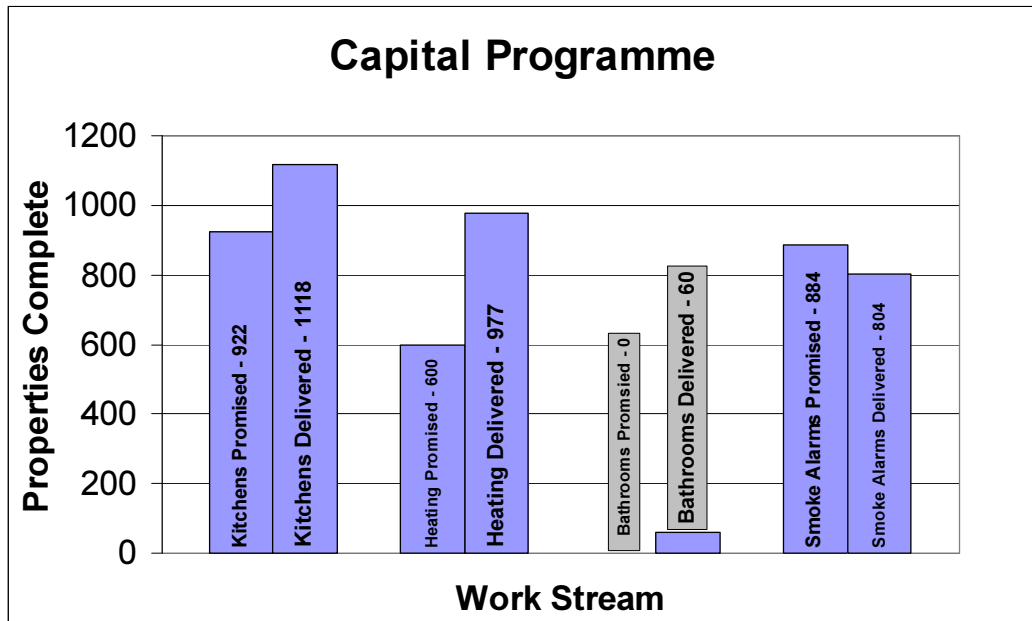 Capital Programme
Properties Complete
1200
1000
800
600
400
200
0
Kitchens Promised - 922
Kitchens Delivered - 1118
Heating Promised - 600
Heating Delivered - 977
Bathrooms Promsied - 0
Bathrooms Delivered - 60
Smoke Alarms Promised - 884
Smoke Alarms Delivered - 804
Work Stream